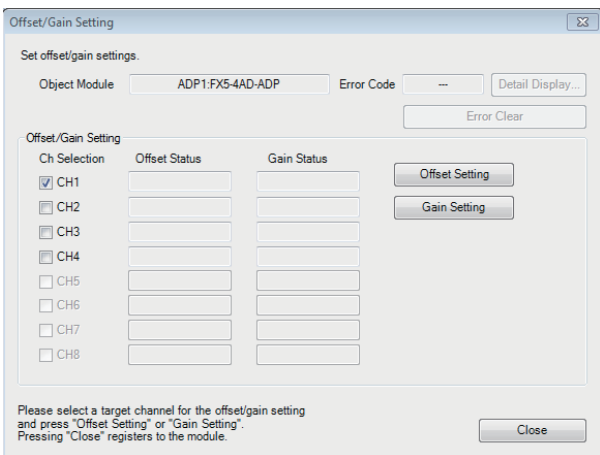 Offset/Gain Setting
Set offset/gain settings.
Object Module ADP1:FX5-4AD-ADP Error Code --- Detail Display...
Error Clear
Offset/Gain Setting
Ch Selection Offset Status Gain Status
CH1 Offset Setting
CH2 Gain Setting
CH3
CH4
CH5
CH6
CH7
CH8
Please select a target channel for the offset/gain setting
and press "Offset Setting" or "Gain Setting".
Pressing "Close" registers to the module.
Close